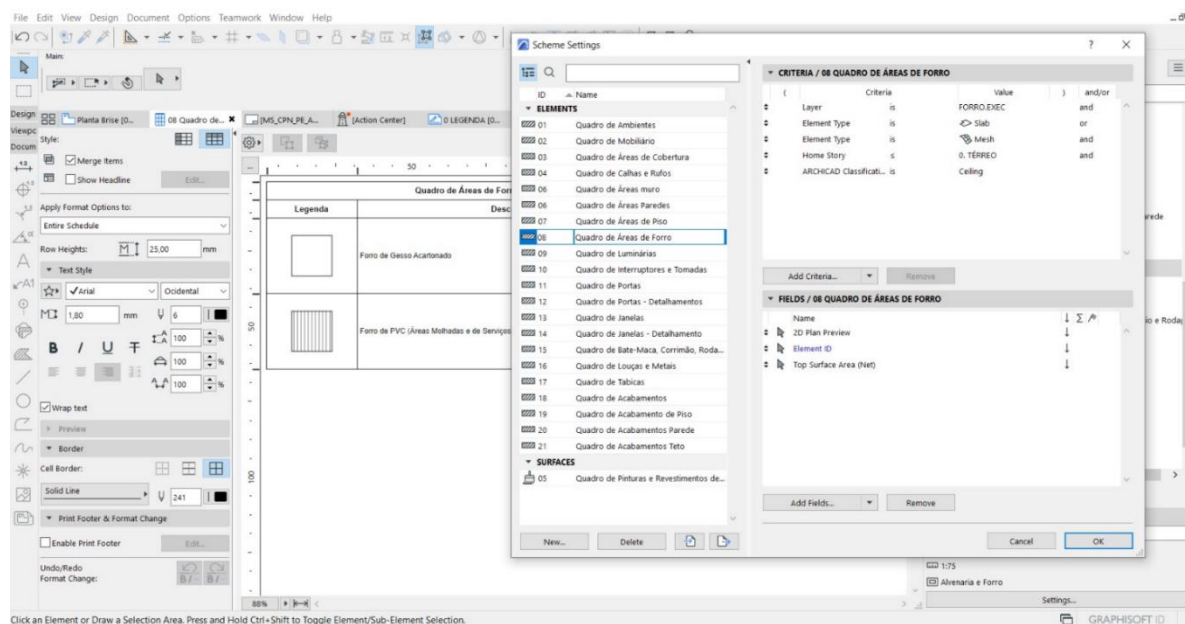 File Edit View Design Document Options Teamwork Window Help
Main:
Design
Viewpc
Docum
Planta Brise [0...
08 Quadro de...
[MS_CPN_PE_A...
[Action Center]
0 LEGENDA [0...
Style:
Merge Items
Show Headline
Edit...
Apply Format Options to:
Entire Schedule
Row Heights:
25,00
mm
Text Style
Arial
Ocidental
1,80
mm
6
100
%
100
%
100
%
Wrap text
Preview
Border
Cell Border:
Solid Line
241
Print Footer & Format Change
Enable Print Footer
Edit...
Undo/Redo
Format Change:
50
Quadro de Áreas de Forr
Legenda
Desc
Forro de Gesso Acartonado
Forro de PVC (Áreas Molhadas e de Serviços
50
100
88%
Scheme Settings
ID Name
ELEMENTS
01 Quadro de Ambientes
02 Quadro de Mobiliário
03 Quadro de Áreas de Cobertura
04 Quadro de Calhas e Rufos
06 Quadro de Áreas muro
06 Quadro de Áreas Paredes
07 Quadro de Áreas de Piso
08 Quadro de Áreas de Forro
09 Quadro de Luminárias
10 Quadro de Interruptores e Tomadas
11 Quadro de Portas
12 Quadro de Portas - Detalhamentos
13 Quadro de Janelas
14 Quadro de Janelas - Detalhamento
15 Quadro de Bate-Maca, Corrimão, Roda...
16 Quadro de Louças e Metais
17 Quadro de Tabicas
18 Quadro de Acabamentos
19 Quadro de Acabamento de Piso
20 Quadro de Acabamentos Parede
21 Quadro de Acabamentos Teto
SURFACES
05 Quadro de Pinturas e Revestimentos de...
New...
Delete
CRITERIA / 08 QUADRO DE ÁREAS DE FORRO
( Criteria Value ) and/or
Layer is FORRO.EXEC and
Element Type is Slab or
Element Type is Mesh and
Home Story ≤ 0. TÉRREO and
ARCHICAD Classificati... is Ceiling
Add Criteria...
Remove
FIELDS / 08 QUADRO DE ÁREAS DE FORRO
Name
2D Plan Preview
Element ID
Top Surface Area (Net)
Add Fields...
Remove
Cancel
OK
arede
o e Rodap
1:75
Alvenaria e Forro
Settings...
Click an Element or Draw a Selection Area. Press and Hold Ctrl+Shift to Toggle Element/Sub-Element Selection.
GRAPHISOFT ID